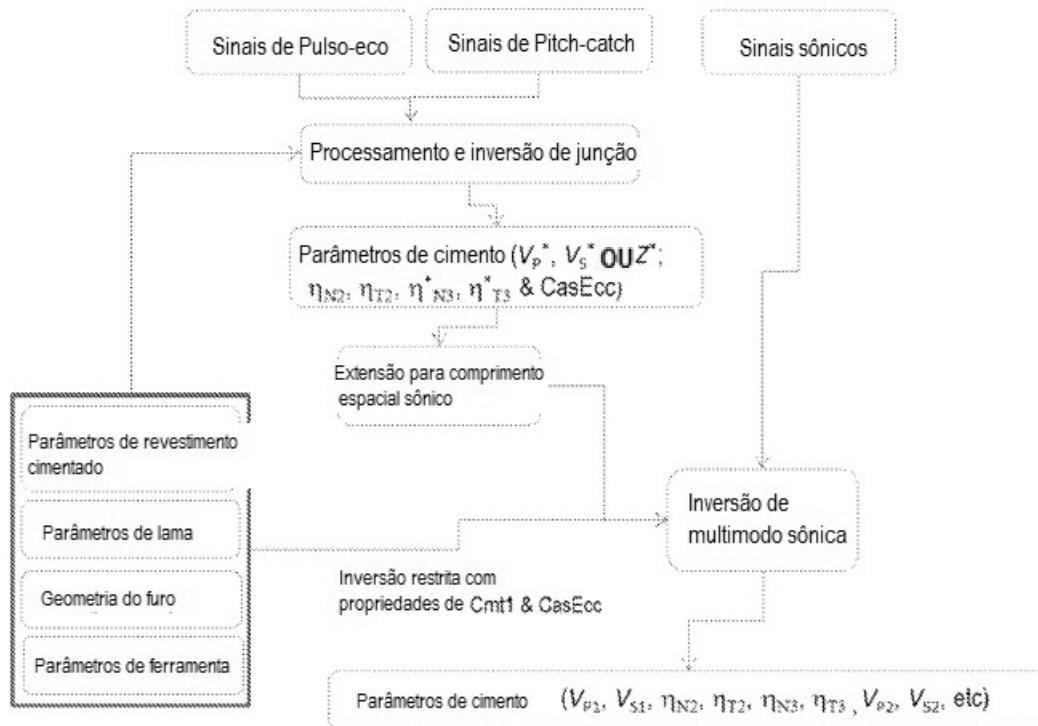 Sinais de Pulso-eco
Sinais de Pitch-catch
Sinais sônicos
Processamento e inversão de junção
Parâmetros de cimento (Vp*, Vs* OU Z*;
ηN2, ηT2, η*N3, η*T3 & CasEcc)
Extensão para comprimento
espacial sônico
Parâmetros de revestimento
cimentado
Parâmetros de lama
Geometria do furo
Parâmetros de ferramenta
Inversão de
multimodo sônica
Inversão restrita com
propriedades de Cmt1 & CasEcc
Parâmetros de cimento (VP1, VS1, ηN2, ηT2, ηN3, ηT3, VP2, VS2, etc)